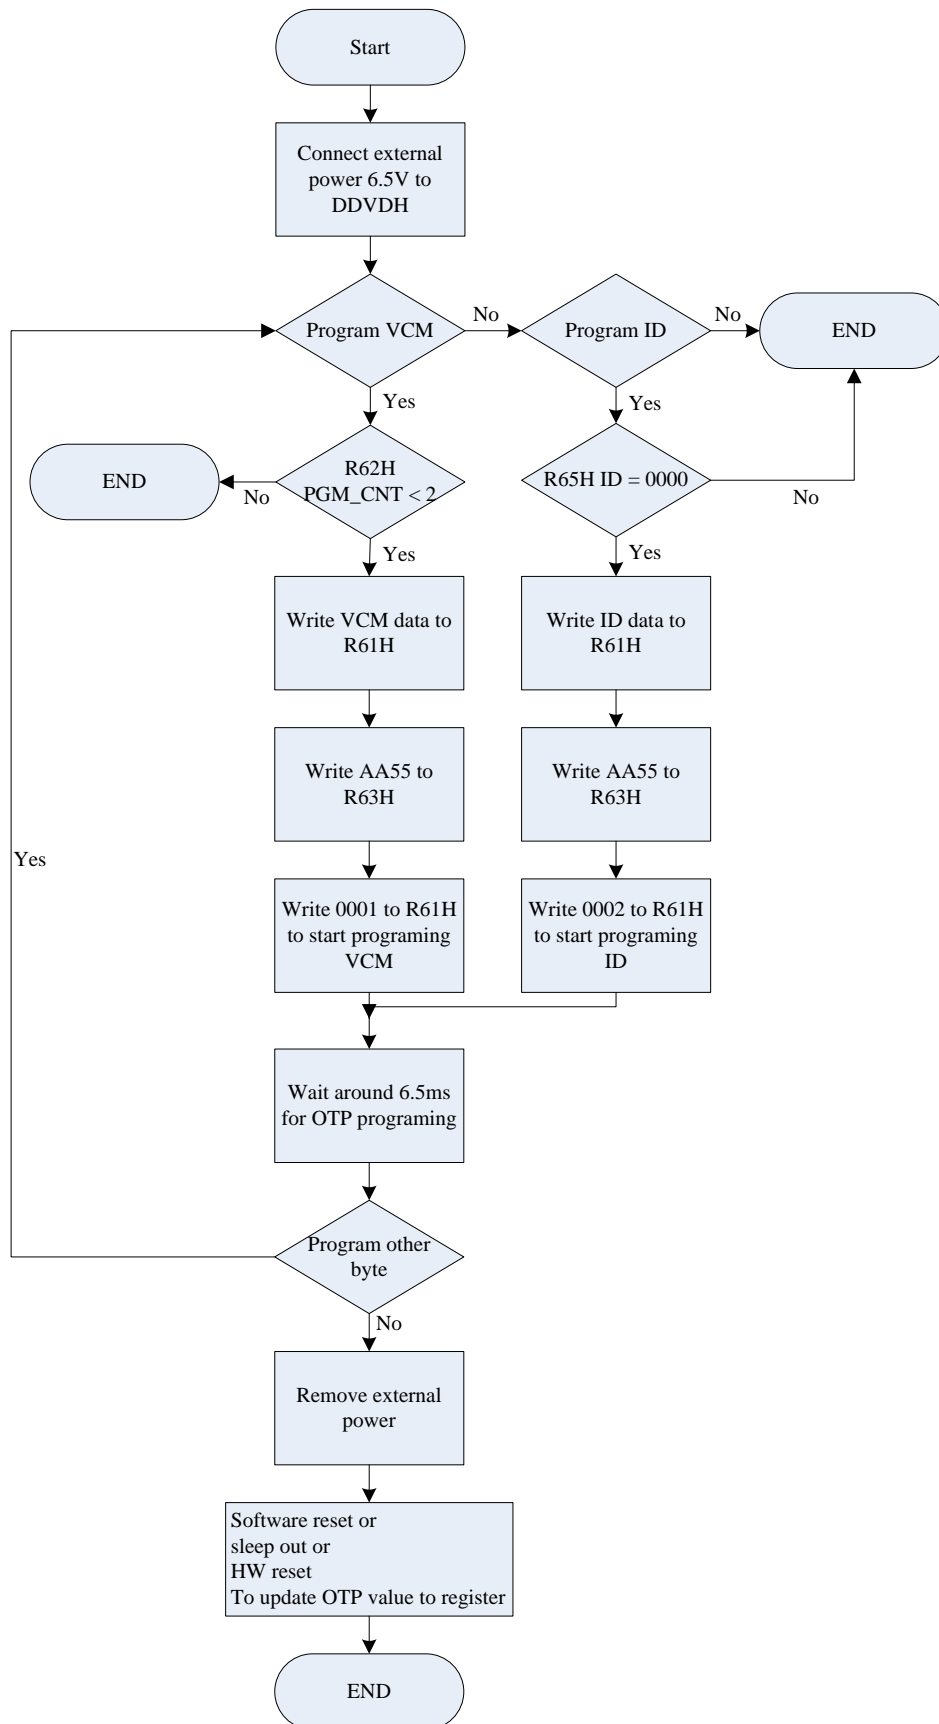 Start
Connect external
power 6.5V to
DDVDH
Program VCM
No
Program ID
No
END
Yes
Yes
END
No
R62H
PGM_CNT < 2
R65H ID = 0000
No
Yes
Yes
Write VCM data to
R61H
Write ID data to
R61H
Write AA55 to
R63H
Write AA55 to
R63H
Yes
Write 0001 to R61H
to start programing
VCM
Write 0002 to R61H
to start programing
ID
Wait around 6.5ms
for OTP programing
Program other
byte
No
Remove external
power
Software reset or
sleep out or
HW reset
To update OTP value to register
END